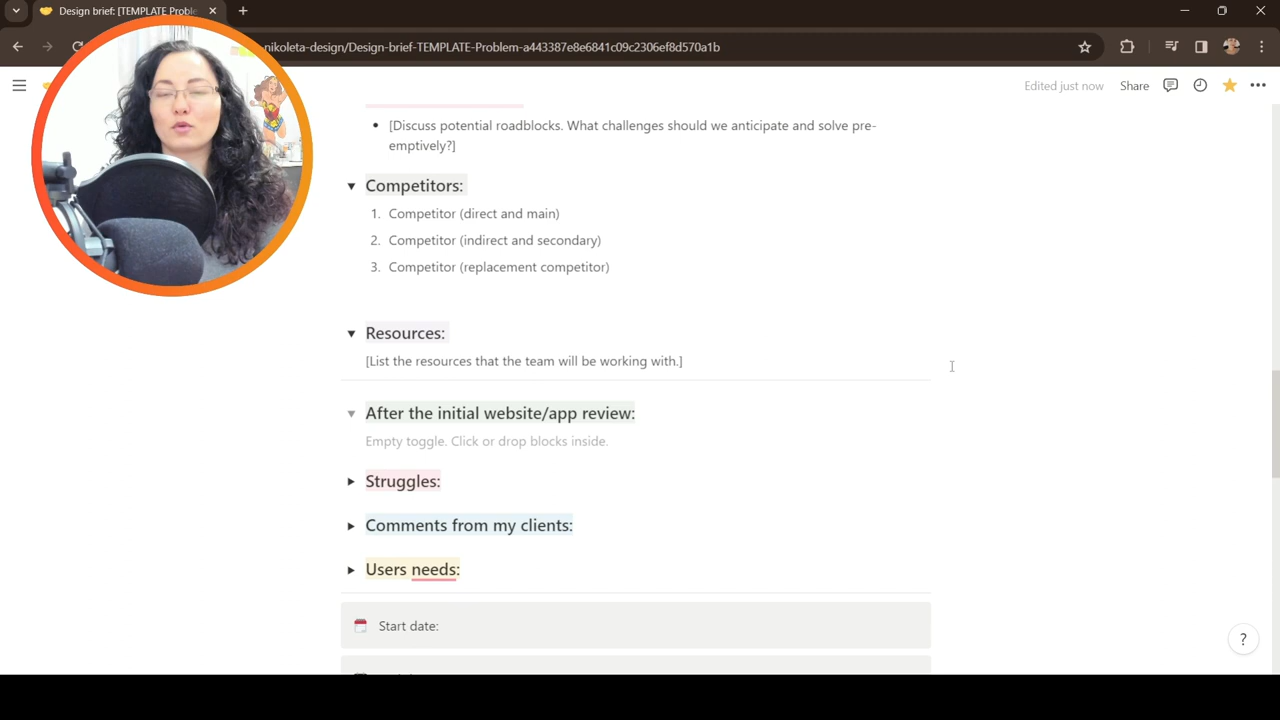 Design brief: [TEMPLATE Proble
nikoleta-design/Design-brief-TEMPLATE-Problem-a443387e8e6841c09c2306ef8d570a1b
Edited just now
Share
[Discuss potential roadblocks. What challenges should we anticipate and solve pre-
emptively?]
Competitors:
1. Competitor (direct and main)
2. Competitor (indirect and secondary)
3. Competitor (replacement competitor)
Resources:
[List the resources that the team will be working with.]
After the initial website/app review:
Empty toggle. Click or drop blocks inside.
Struggles:
Comments from my clients:
Users needs:
Start date:
?